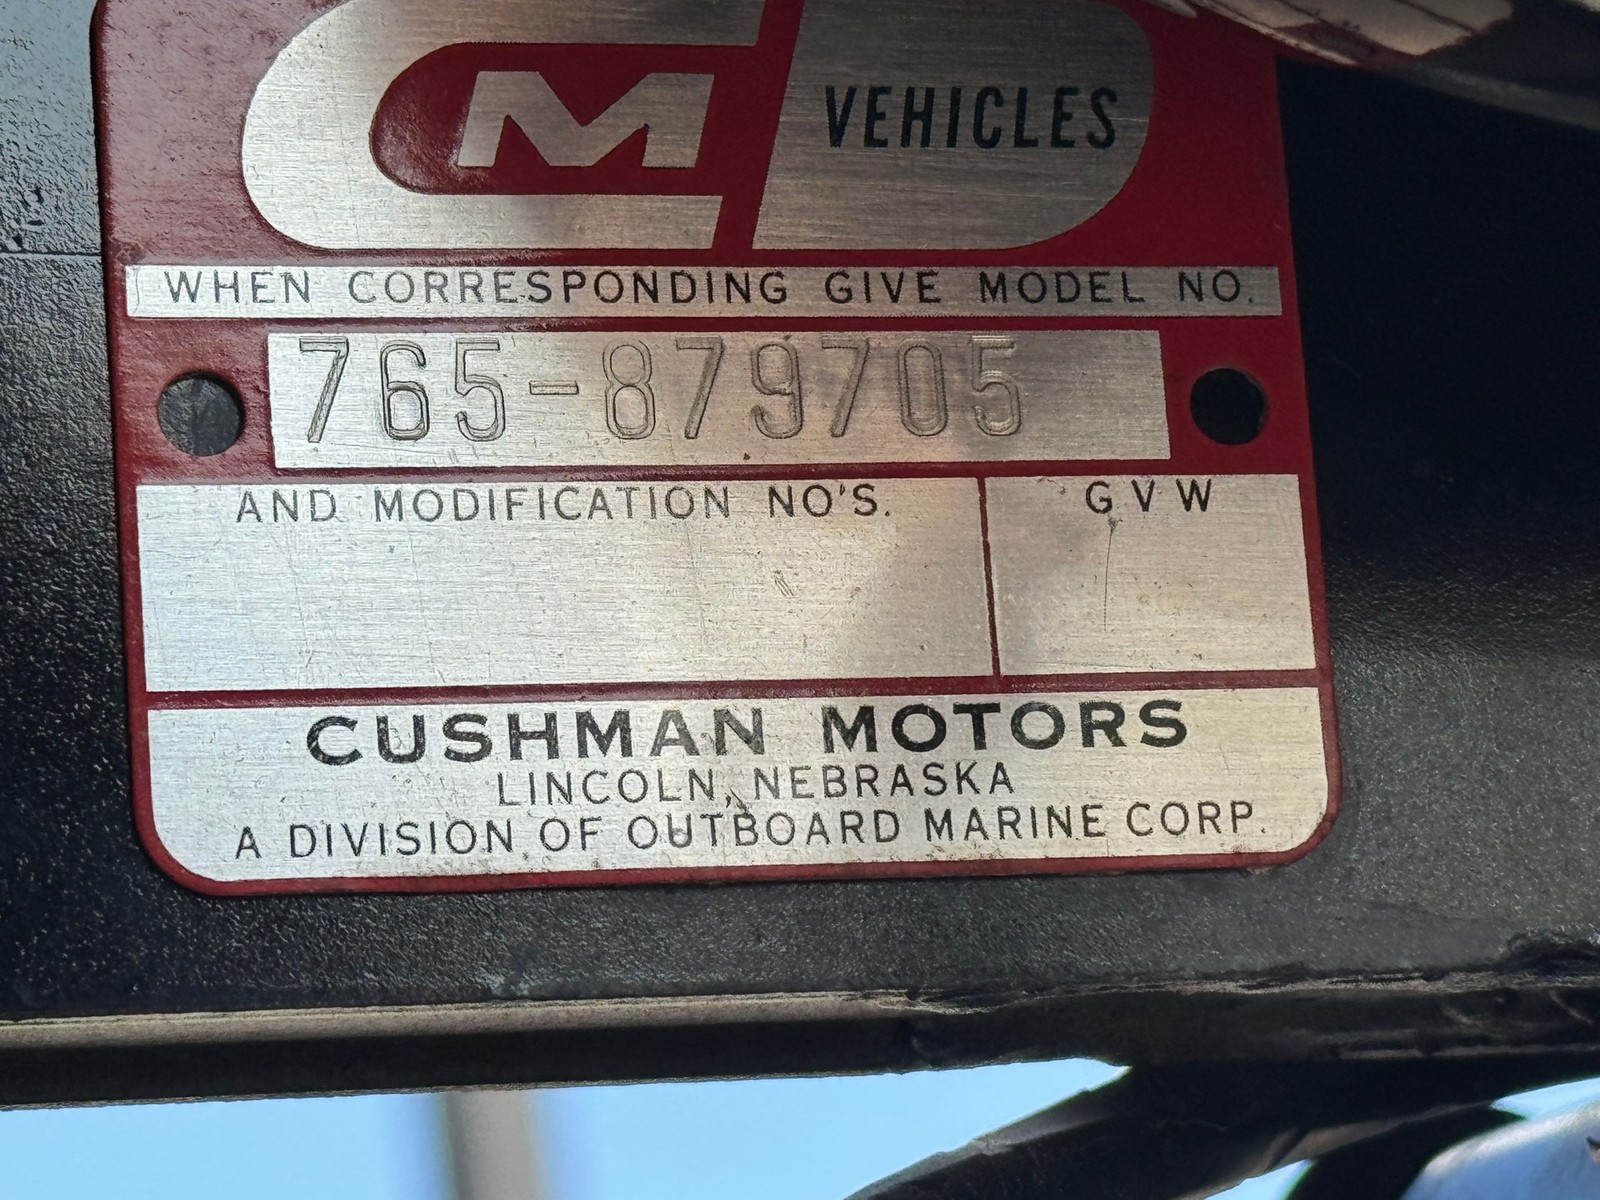 CM VEHICLES
WHEN CORRESPONDING GIVE MODEL NO.
765-879705
AND MODIFICATION NO'S. GVW
CUSHMAN MOTORS
LINCOLN, NEBRASKA
A DIVISION OF OUTBOARD MARINE CORP.